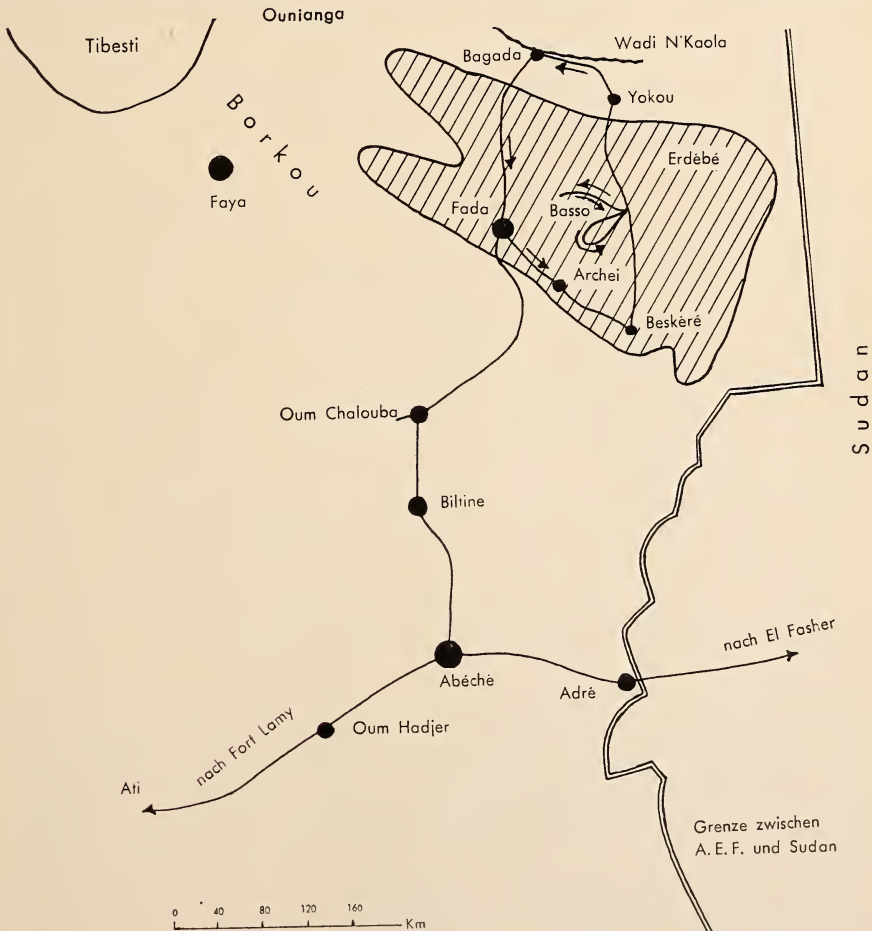 Ounianga
Tibesti
Bagada
Wadi N'Kaola
Borkou
Yokou
Erdébé
Faya
Fada
Basso
Archei
Beskéré
Sudan
Oum Chalouba
Biltine
nach El Fasher
Abéché
Adré
nach Fort Lamy
Oum Hadjer
Ati
Grenze zwischen
A. E. F. und Sudan
0 40 80 120 160
Km